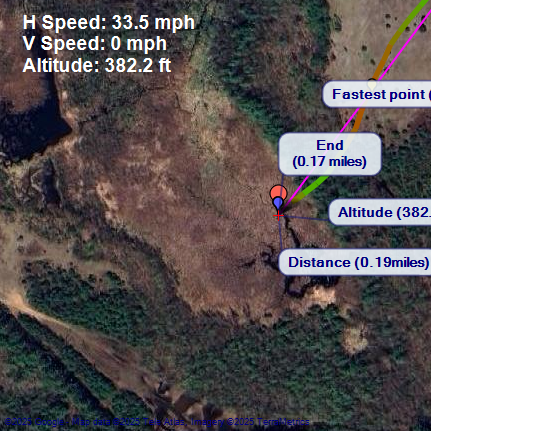 H Speed: 33.5 mph
V Speed: 0 mph
Altitude: 382.2 ft
Fastest point (
End
(0.17 miles)
Altitude (382.
Distance (0.19miles)